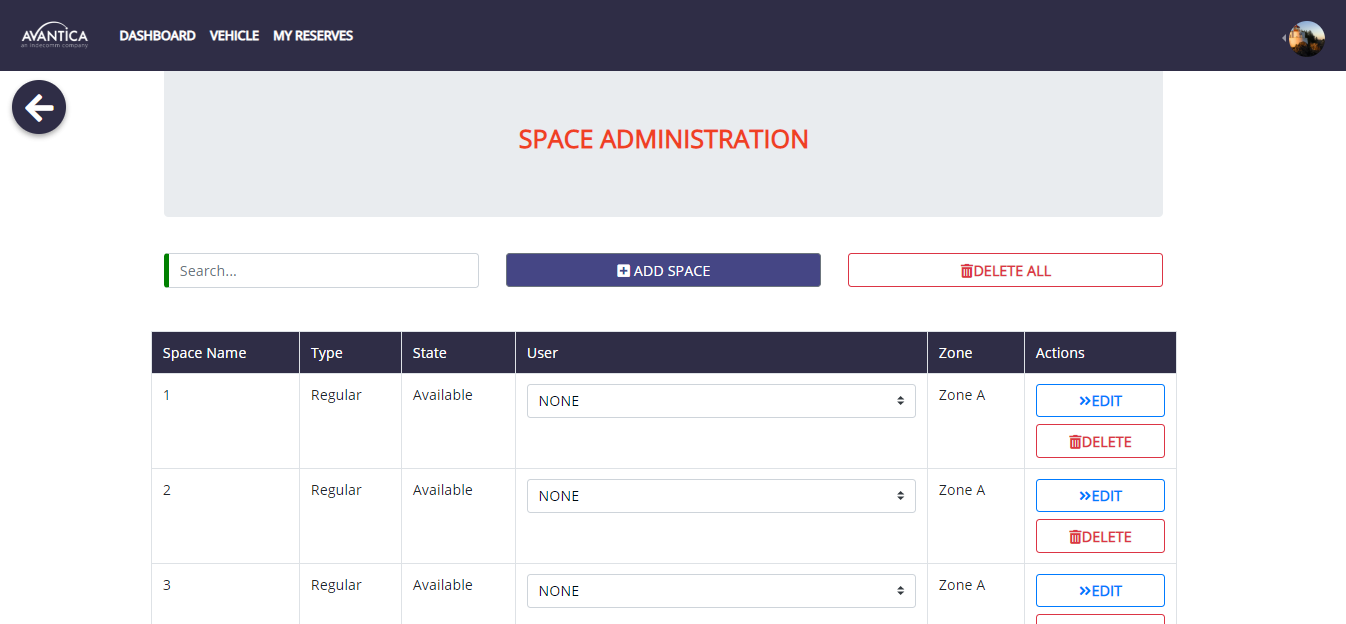 AVANTICA
an indecomm company
DASHBOARD VEHICLE MY RESERVES
SPACE ADMINISTRATION
Search...
ADD SPACE
DELETE ALL
Space Name Type State User Zone Actions
1 Regular Available NONE Zone A EDIT
DELETE
2 Regular Available NONE Zone A EDIT
DELETE
3 Regular Available NONE Zone A EDIT